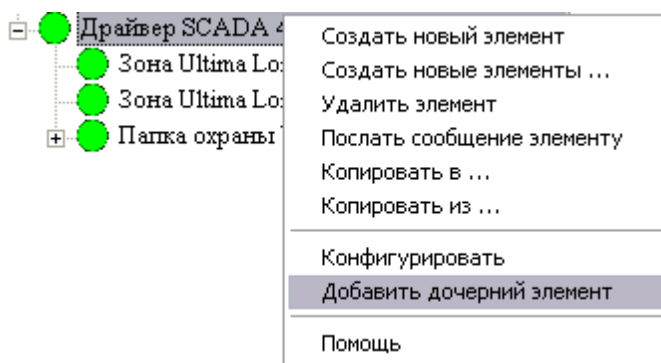 Драйвер SCADA 4
Зона Ultima Lo
Зона Ultima Lo
Папка охраны
Создать новый элемент
Создать новые элементы ...
Удалить элемент
Послать сообщение элементу
Копировать в ...
Копировать из ...
Конфигурировать
Добавить дочерний элемент
Помощь